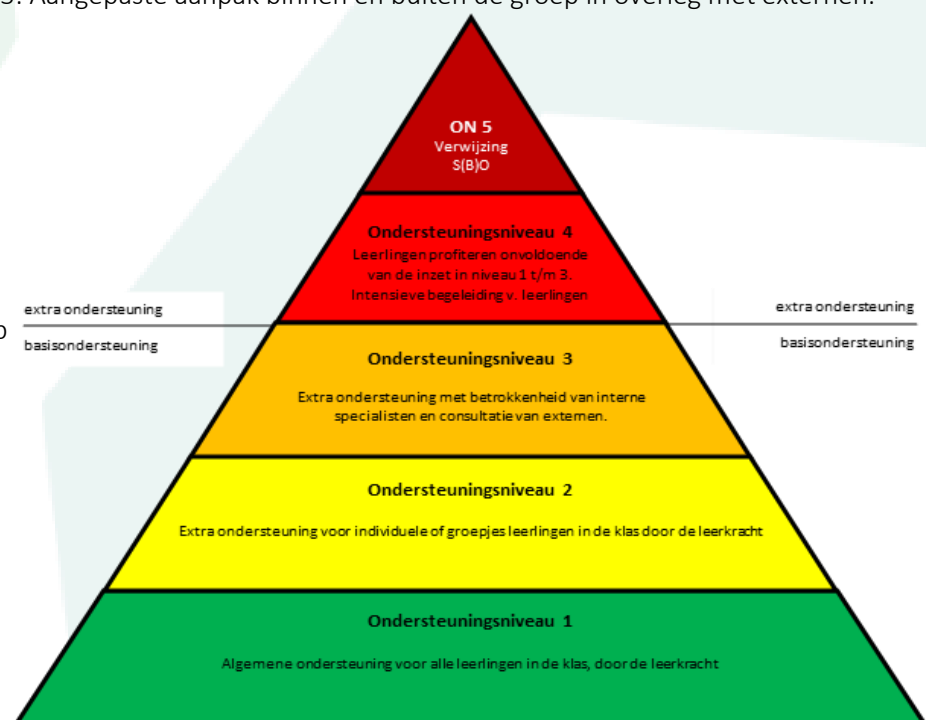 3. Aangepaste aanpak binnen en buiten de groep in overleg met externen.
ON 5
Verwijzing
S(B)O
Ondersteuningsniveau 4
Leerlingen profiteren onvoldoende
van de inzet in niveau 1 t/m 3.
Intensieve begeleiding v. leerlingen
extra ondersteuning
extra ondersteuning
basisondersteuning
basisondersteuning
Ondersteuningsniveau 3
Extra ondersteuning met betrokkenheid van interne
specialisten en consultatie van externen.
Ondersteuningsniveau 2
Extra ondersteuning voor individuele of groepjes leerlingen in de klas door de leerkracht
Ondersteuningsniveau 1
Algemene ondersteuning voor alle leerlingen in de klas, door de leerkracht